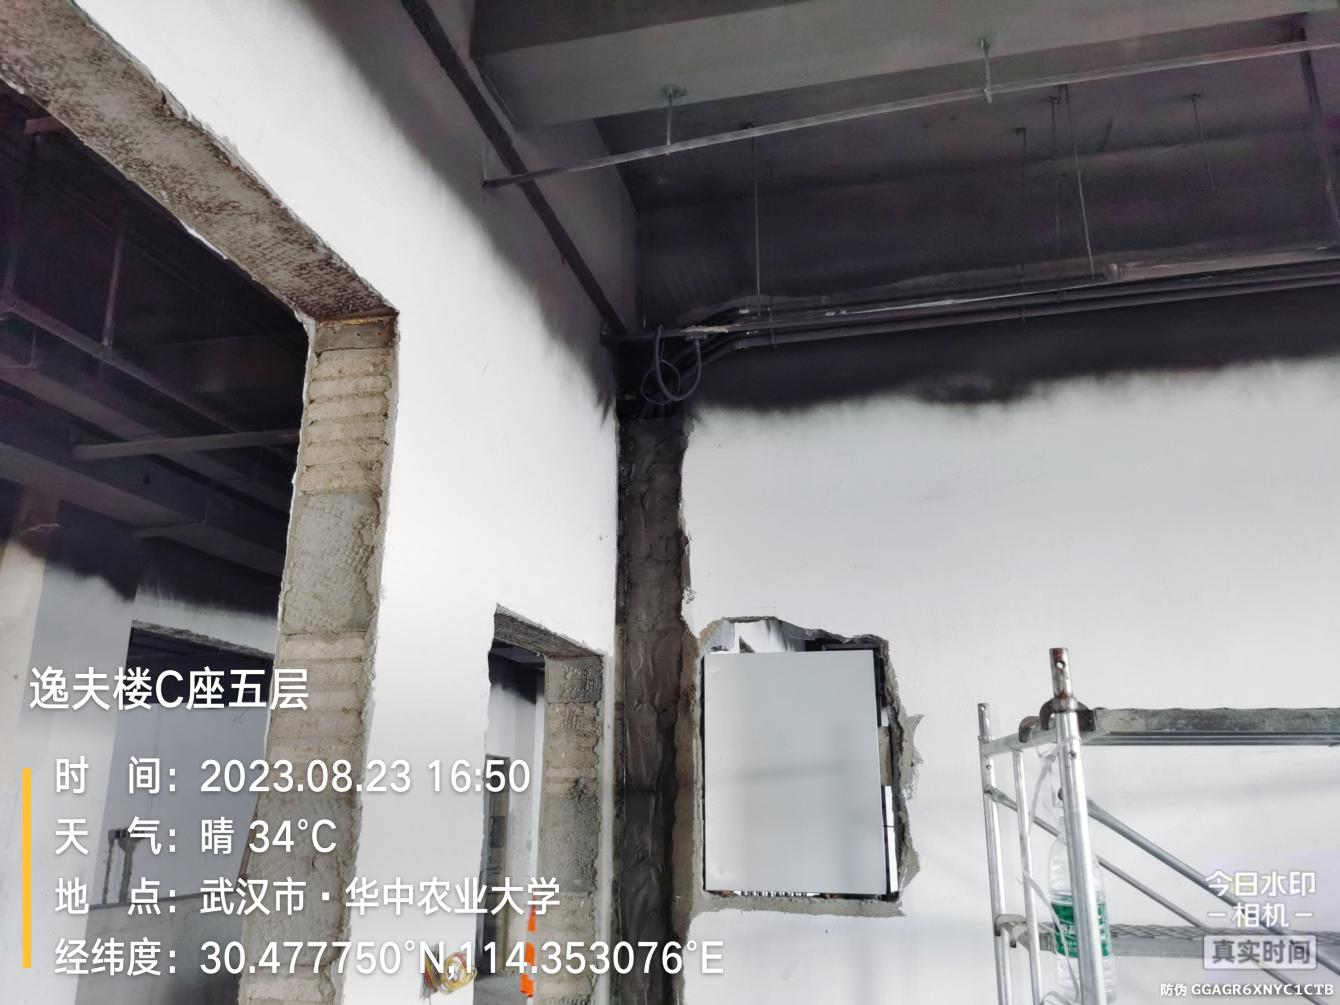 逸夫楼C座五层
时 间：2023.08.23 16:50
天 气：晴 34°C
地 点：武汉市·华中农业大学
经纬度：30.477750°N,114.353076°E
今日水印
－相机－
真实时间
防伪 GGAGR6XNYC1CTB